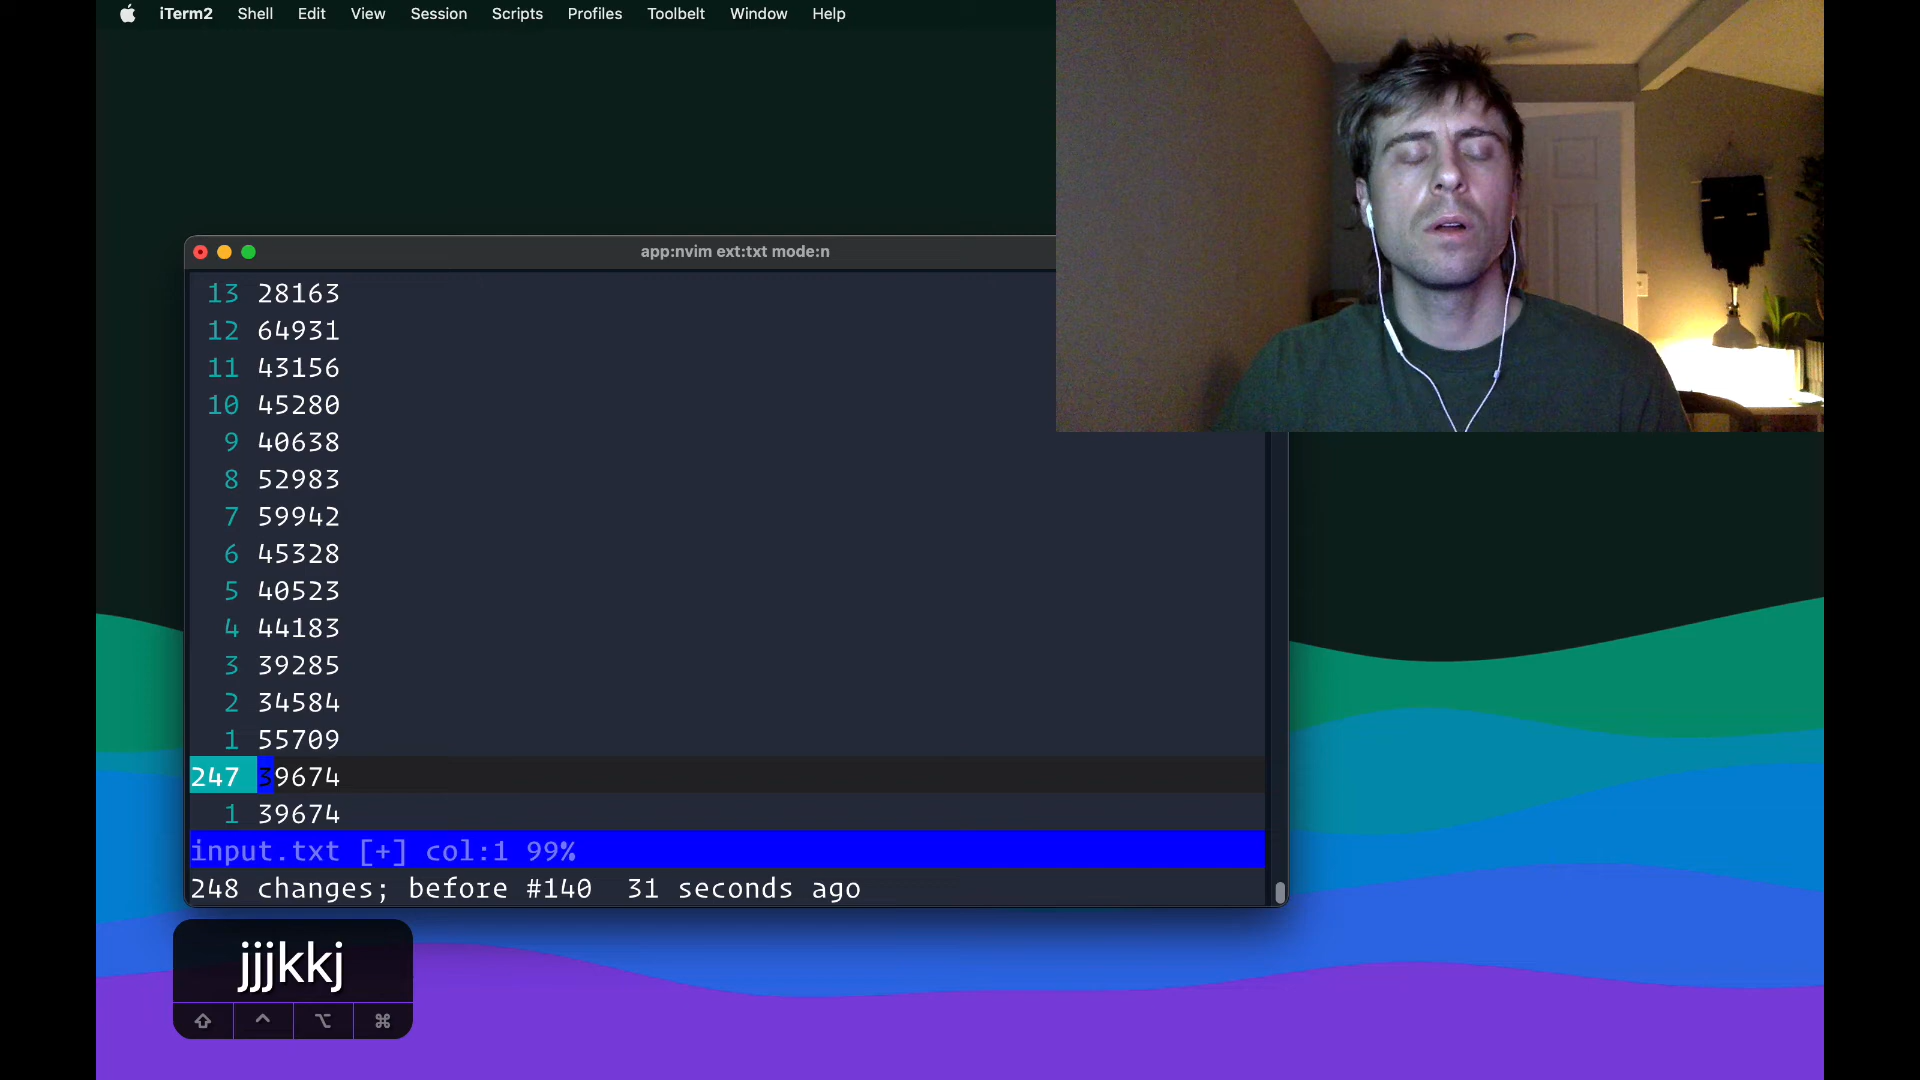 iTerm2 Shell Edit View Session Scripts Profiles Toolbelt Window Help
app:nvim ext:txt mode:n
13 28163
12 64931
11 43156
10 45280
9 40638
8 52983
7 59942
6 45328
5 40523
4 44183
3 39285
2 34584
1 55709
247 39674
1 39674
input.txt [+] col:1 99%
248 changes; before #140 31 seconds ago
jjjkkj
⇧ ^ ⌥ ⌘